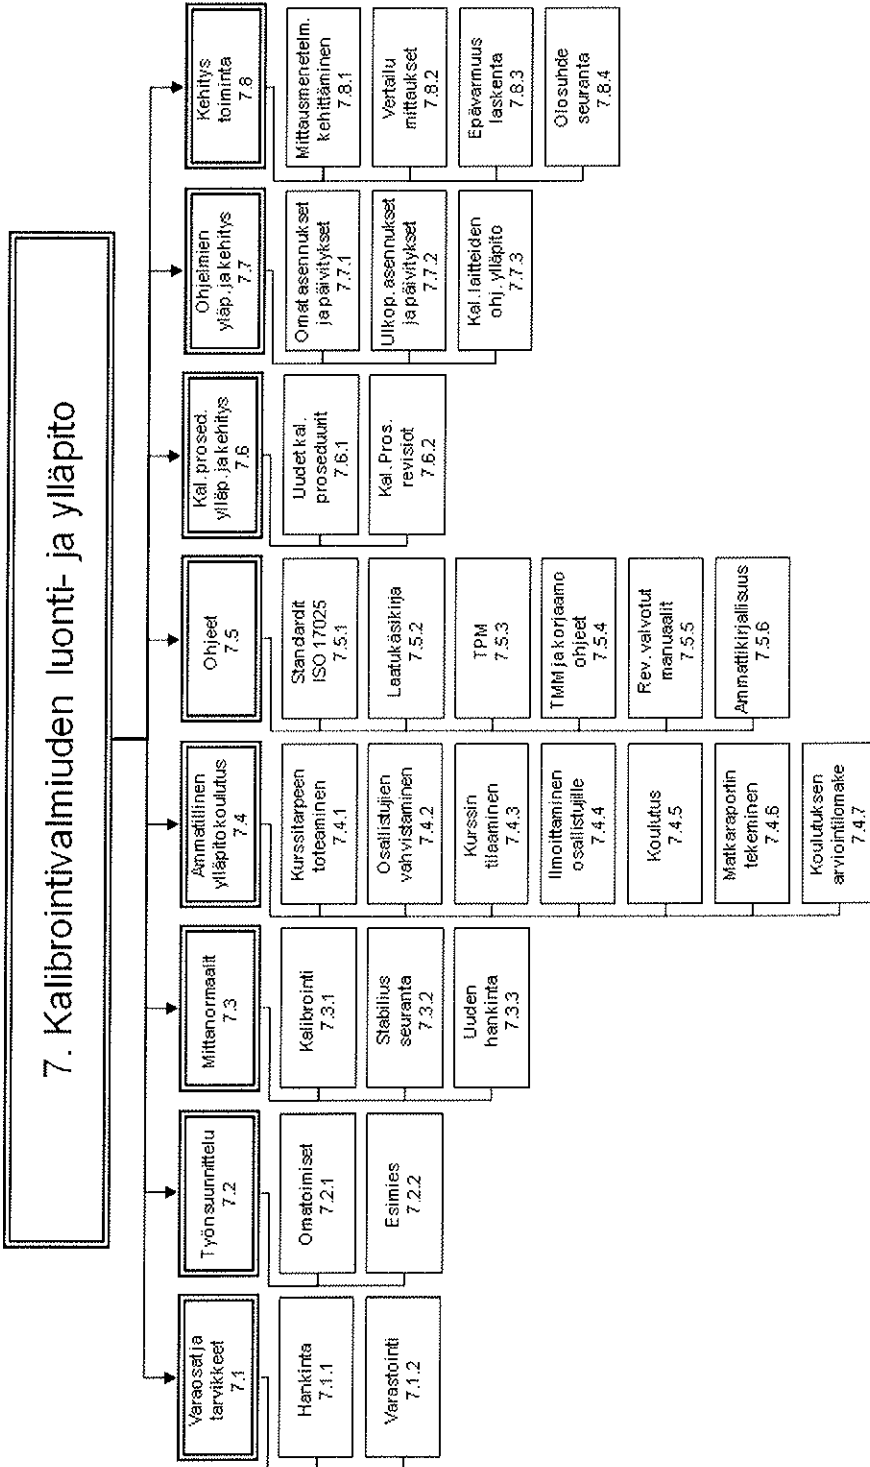 7. Kalibrointivalmiuden luonti- ja ylläpito
Varaosat ja
tarvikkeet
7.1
Hankinta
7.1.1
Varastointi
7.1.2
Työnsuunnittelu
7.2
Omatoimiset
7.2.1
Esimies
7.2.2
Mittanormaalit
7.3
Kalibrointi
7.3.1
Stabilius
seuranta
7.3.2
Uuden
hankinta
7.3.3
Ammatillinen
ylläpitokoulutus
7.4
Kurssitarpeen
toteaminen
7.4.1
Osallistujien
vahvistaminen
7.4.2
Kurssin
tilaaminen
7.4.3
Ilmoittaminen
osallistujille
7.4.4
Koulutus
7.4.5
Matkaraportin
tekeminen
7.4.6
Koulutuksen
arviointilomake
7.4.7
Ohjeet
7.5
Standardit
ISO 17025
7.5.1
Laatukäsikirja
7.5.2
TPM
7.5.3
TMM ja korjaamo
ohjeet
7.5.4
Rev. valvotut
manuaalit
7.5.5
Ammattikirjallisuus
7.5.6
Kal. prosed.
ylläp. ja kehitys
7.6
Uudet kal.
proseduurit
7.6.1
Kal. Pros.
revisiot
7.6.2
Ohjelmien
yläp. ja kehitys
7.7
Omat asennukset
ja päivitykset
7.7.1
Ulkop. asennukset
ja päivitykset
7.7.2
Kal. laitteiden
ohj. ylläpito
7.7.3
Kehitys
toiminta
7.8
Mittausmenetelm.
kehittäminen
7.8.1
Vertailu
mittaukset
7.8.2
Epävarmuus
laskenta
7.8.3
Olosuhde
seuranta
7.8.4